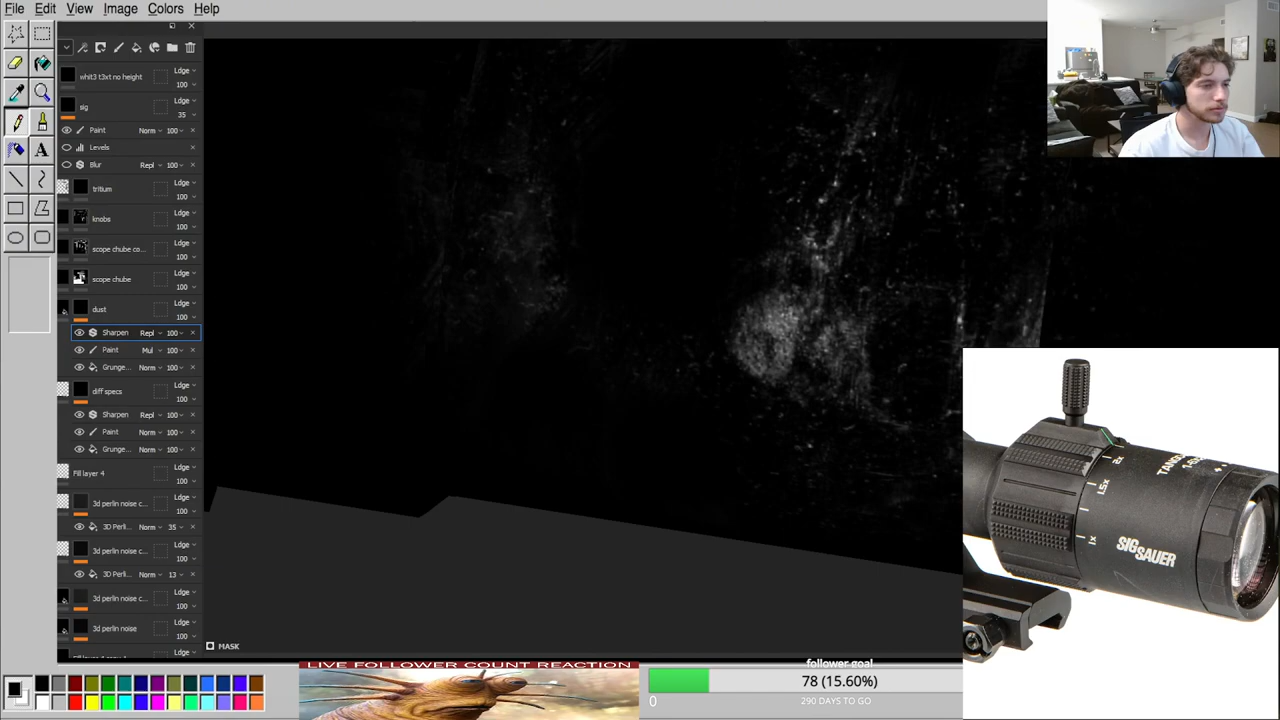 File Edit View Image Colors Help
whit3 t3xt no height Ldge 100
sig Ldge 35
Paint Norm 100
Levels
Blur Repl 100
tritium Ldge 100
knobs Ldge 100
scope chube co... Ldge 100
scope chube Ldge 100
dust Ldge 100
Sharpen Repl 100
Paint Mul 100
Grunge... Norm 100
diff specs Ldge 100
Sharpen Repl 100
Paint Norm 100
Grunge... Norm 100
Fill layer 4 Ldge 100
3d perlin noise c... Ldge 100
3D Perli... Norm 35
3d perlin noise c... Ldge 100
3D Perli... Norm 13
3d perlin noise c... Ldge 100
3d perlin noise Ldge 100
Ldge
MASK
2x
1.5x
1x
SIG SAUER
LIVE FOLLOWER COUNT REACTION
follower goal
78 (15.60%)
0
290 DAYS TO GO